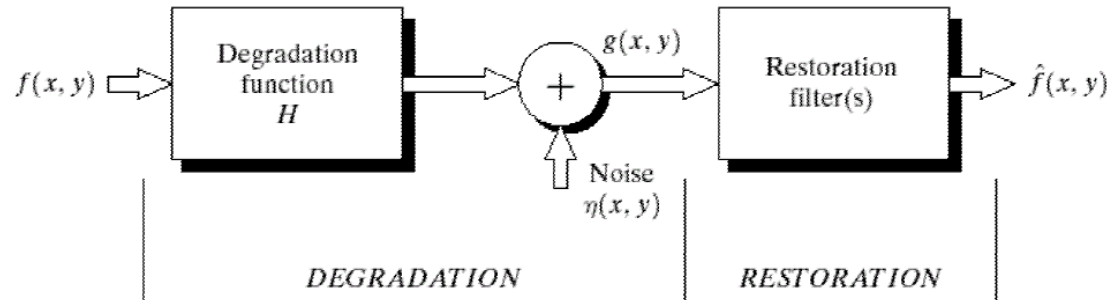 f(x, y)
Degradation
function
H
+
Noise
η(x, y)
g(x, y)
Restoration
filter(s)
f̂(x, y)
DEGRADATION
RESTORATION